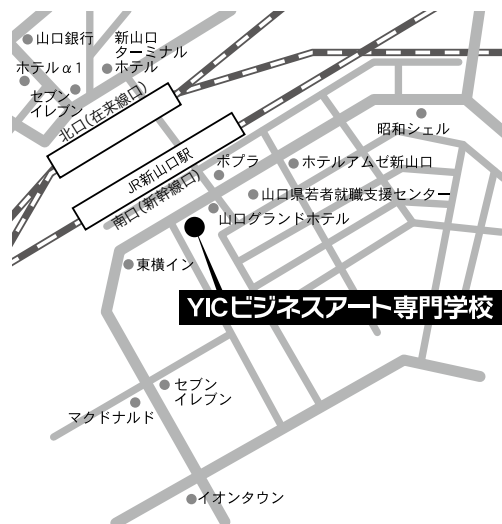 山口銀行
新山口
ターミナル
ホテル
ホテルα1
セブン
イレブン
北口(在来線口)
JR新山口駅
南口(新幹線口)
昭和シェル
ポプラ
ホテルアムゼ新山口
山口県若者就職支援センター
山口グランドホテル
東横イン
YICビジネスアート専門学校
セブン
イレブン
マクドナルド
イオンタウン